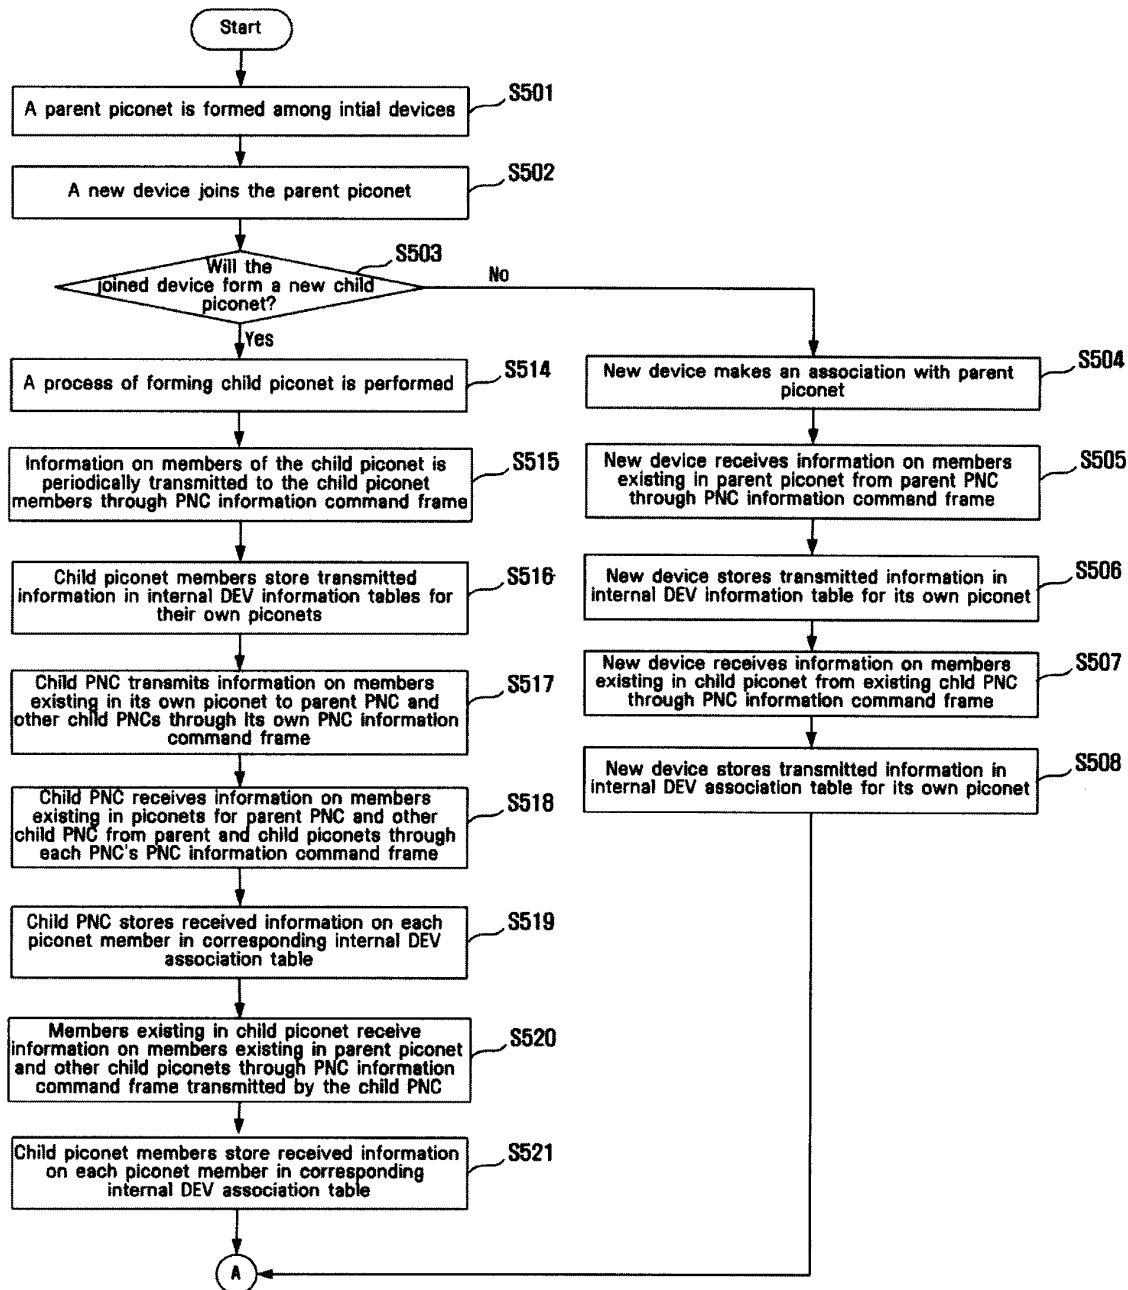 Start
A parent piconet is formed among intial devices
S501
A new device joins the parent piconet
S502
Will the
joined device form a new child
piconet?
S503
No
Yes
A process of forming child piconet is performed
S514
Information on members of the child piconet is
periodically transmitted to the child piconet
members through PNC information command frame
S515
Child piconet members store transmitted
information in internal DEV information tables for
their own piconets
S516
Child PNC transmits information on members
existing in its own piconet to parent PNC and
other child PNCs through its own PNC information
command frame
S517
Child PNC receives information on members
existing in piconets for parent PNC and other
child PNC from parent and child piconets through
each PNC's PNC information command frame
S518
Child PNC stores received information on each
piconet member in corresponding internal DEV
association table
S519
Members existing in child piconet receive
information on members existing in parent piconet
and other child piconets through PNC information
command frame transmitted by the child PNC
S520
Child piconet members store received information
on each piconet member in corresponding
internal DEV association table
S521
A
New device makes an association with parent
piconet
S504
New device receives information on members
existing in parent piconet from parent PNC
through PNC information command frame
S505
New device stores transmitted information in
internal DEV information table for its own piconet
S506
New device receives information on members
existing in child piconet from existing chld PNC
through PNC information command frame
S507
New device stores transmitted information in
internal DEV association table for its own piconet
S508